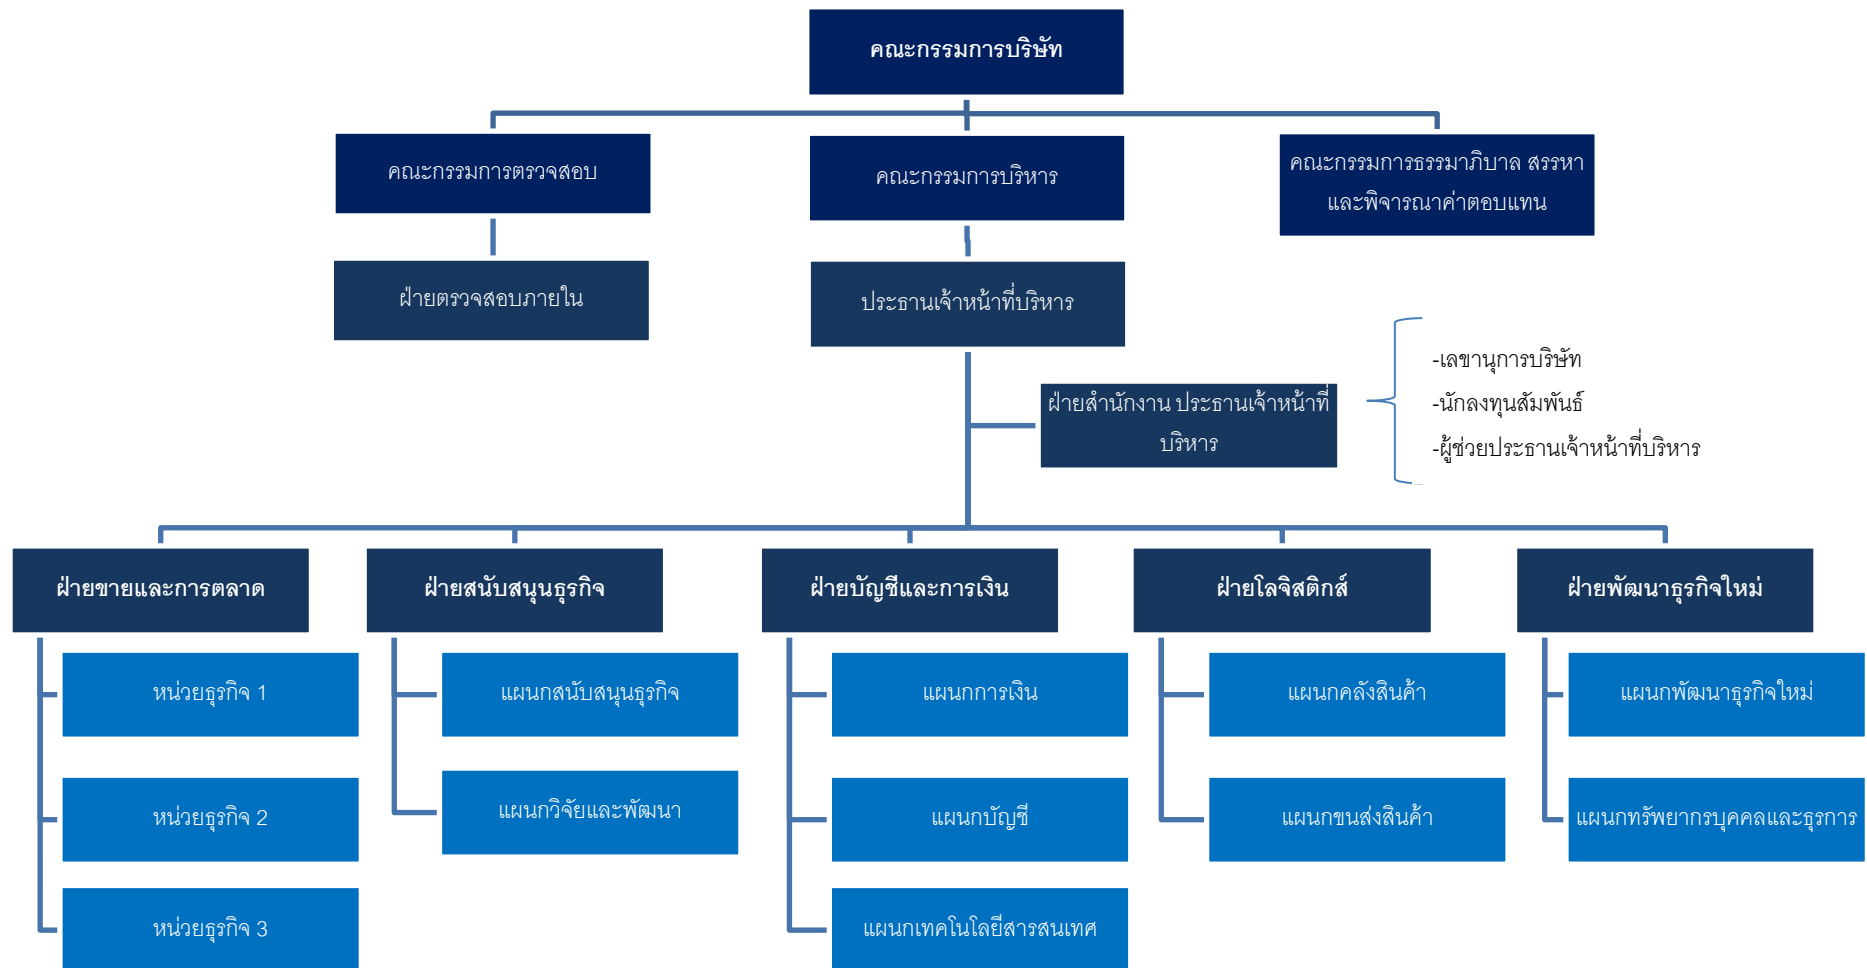 คณะกรรมการบริษัท
คณะกรรมการตรวจสอบ
คณะกรรมการบริหาร
คณะกรรมการธรรมาภิบาล สรรหา
และพิจารณาค่าตอบแทน
ฝ่ายตรวจสอบภายใน
ประธานเจ้าหน้าที่บริหาร
ฝ่ายสำนักงาน ประธานเจ้าหน้าที่
บริหาร
-เลขานุการบริษัท
-นักลงทุนสัมพันธ์
-ผู้ช่วยประธานเจ้าหน้าที่บริหาร
ฝ่ายขายและการตลาด
ฝ่ายสนับสนุนธุรกิจ
ฝ่ายบัญชีและการเงิน
ฝ่ายโลจิสติกส์
ฝ่ายพัฒนาธุรกิจใหม่
หน่วยธุรกิจ 1
แผนกสนับสนุนธุรกิจ
แผนกการเงิน
แผนกคลังสินค้า
แผนกพัฒนาธุรกิจใหม่
หน่วยธุรกิจ 2
แผนกวิจัยและพัฒนา
แผนกบัญชี
แผนกขนส่งสินค้า
แผนกทรัพยากรบุคคลและธุรการ
หน่วยธุรกิจ 3
แผนกเทคโนโลยีสารสนเทศ